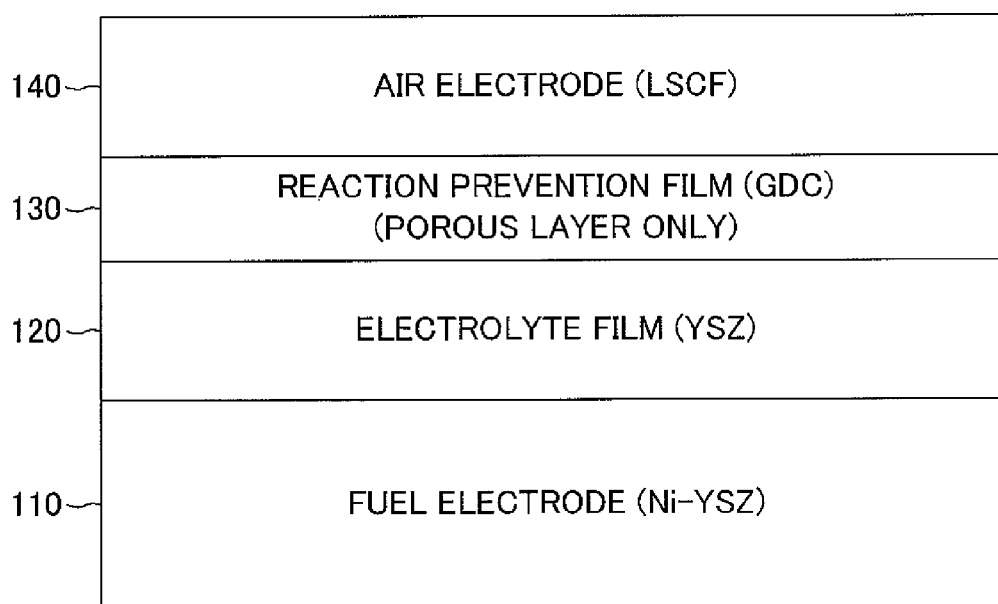 140
AIR ELECTRODE (LSCF)
130
REACTION PREVENTION FILM (GDC)
(POROUS LAYER ONLY)
120
ELECTROLYTE FILM (YSZ)
110
FUEL ELECTRODE (Ni-YSZ)